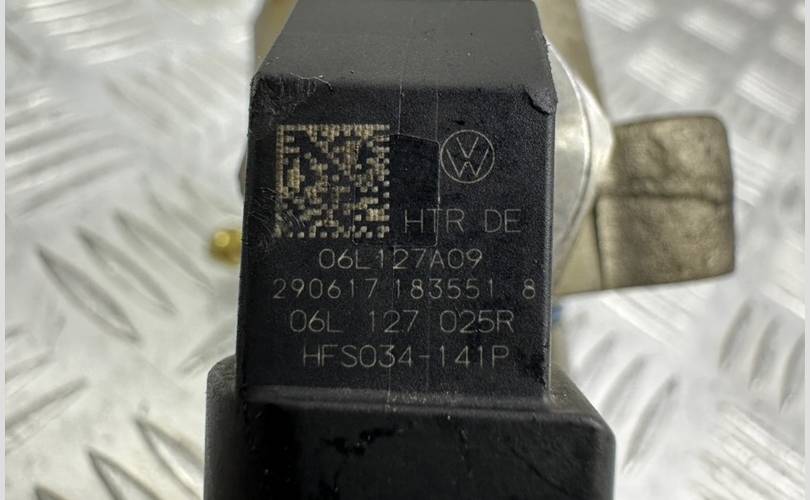 HTR DE
06L127A09
290617 183551 8
06L 127 025R
HFS034-141P